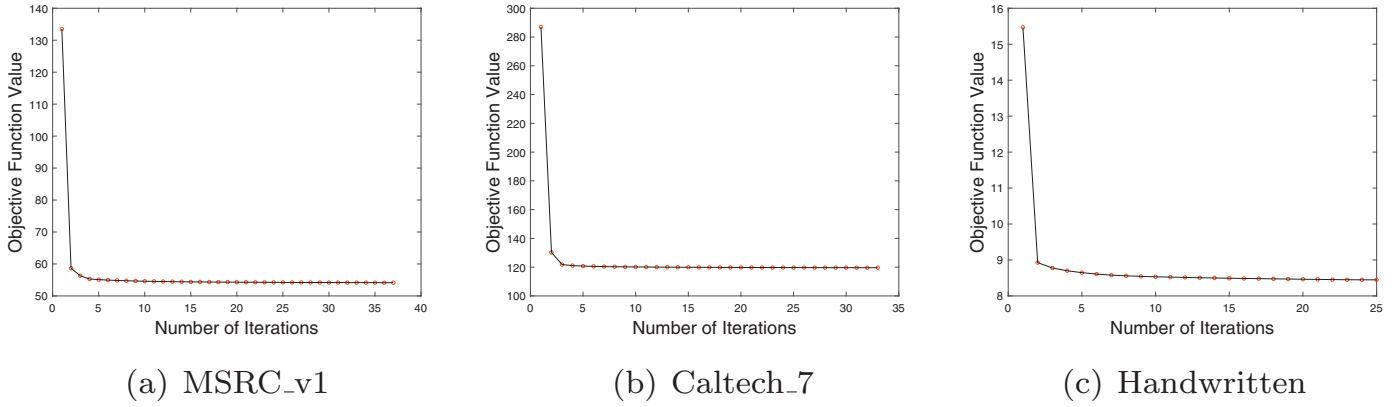 140
130
120
110
100
90
80
70
60
50
Objective Function Value
0 5 10 15 20 25 30 35 40
Number of Iterations
(a) MSRC_v1
300
280
260
240
220
200
180
160
140
120
100
Objective Function Value
0 5 10 15 20 25 30 35
Number of Iterations
(b) Caltech_7
16
15
14
13
12
11
10
9
8
Objective Function Value
0 5 10 15 20 25
Number of Iterations
(c) Handwritten